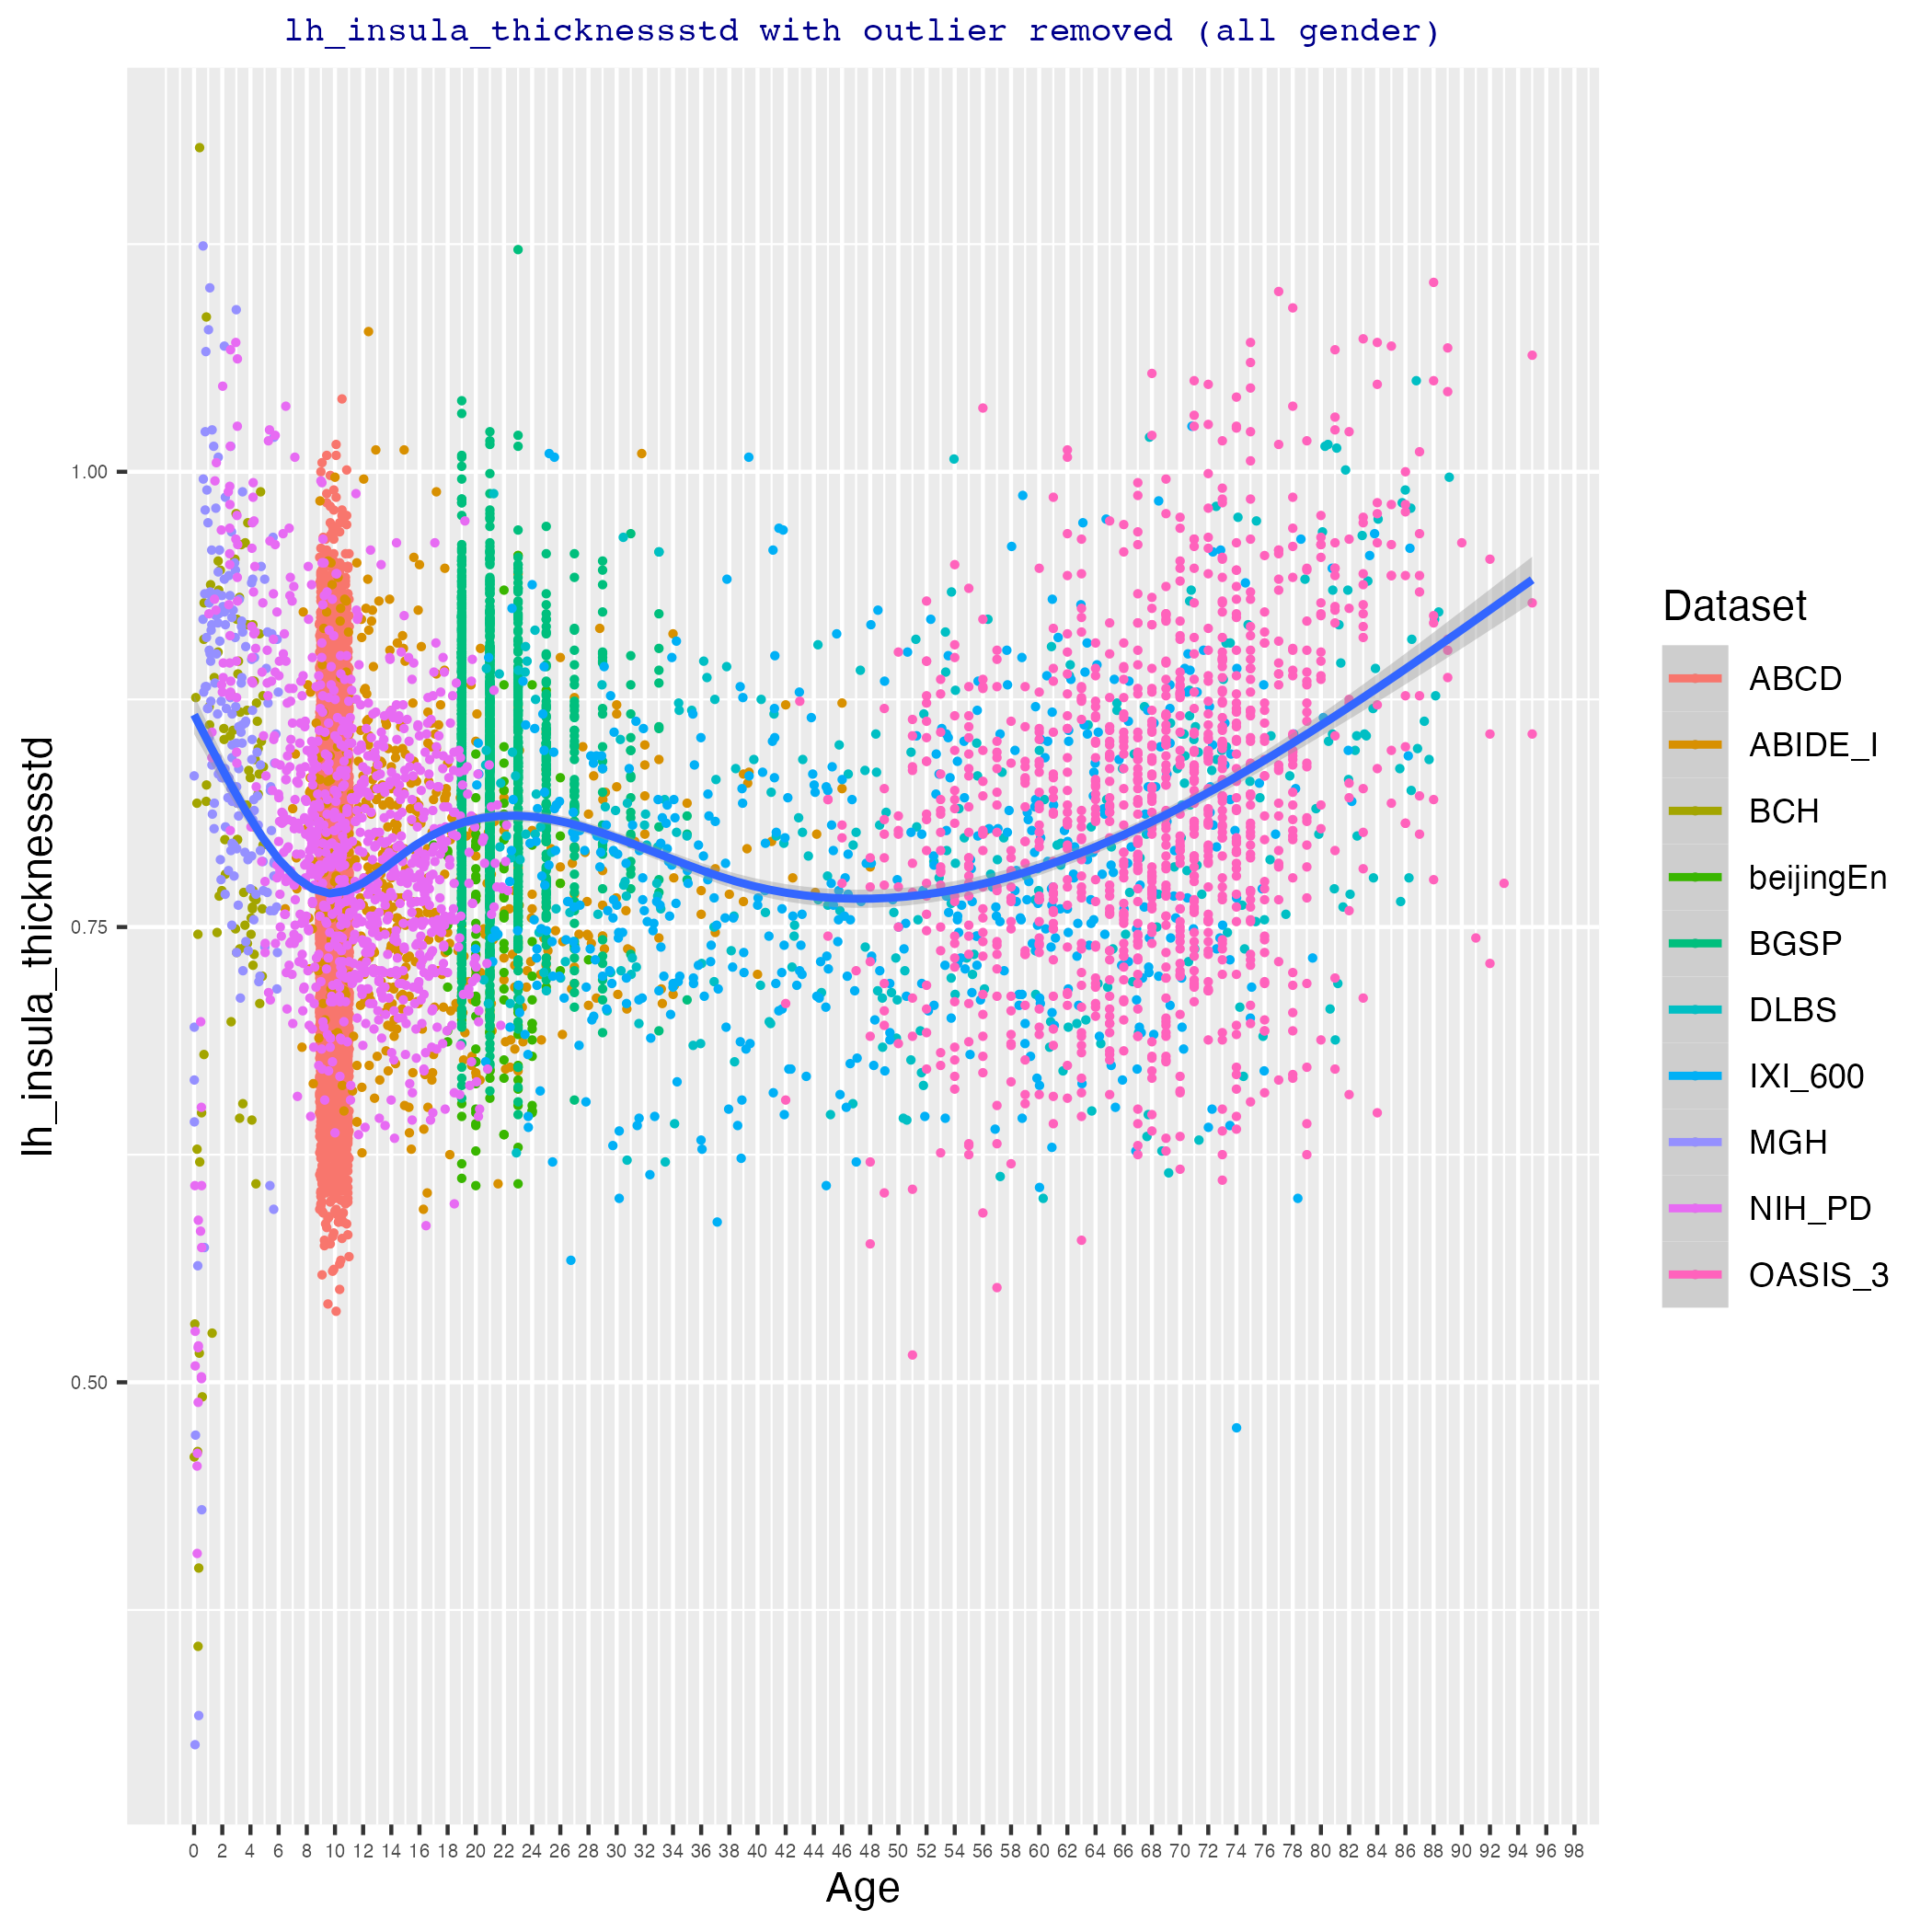 lh_insula_thicknessstd with outlier removed (all gender)
lh_insula_thicknessstd
1.00
0.75
0.50
0 2 4 6 8 10 12 14 16 18 20 22 24 26 28 30 32 34 36 38 40 42 44 46 48 50 52 54 56 58 60 62 64 66 68 70 72 74 76 78 80 82 84 86 88 90 92 94 96 98
Age
Dataset
ABCD
ABIDE_I
BCH
beijingEn
BGSP
DLBS
IXI_600
MGH
NIH_PD
OASIS_3